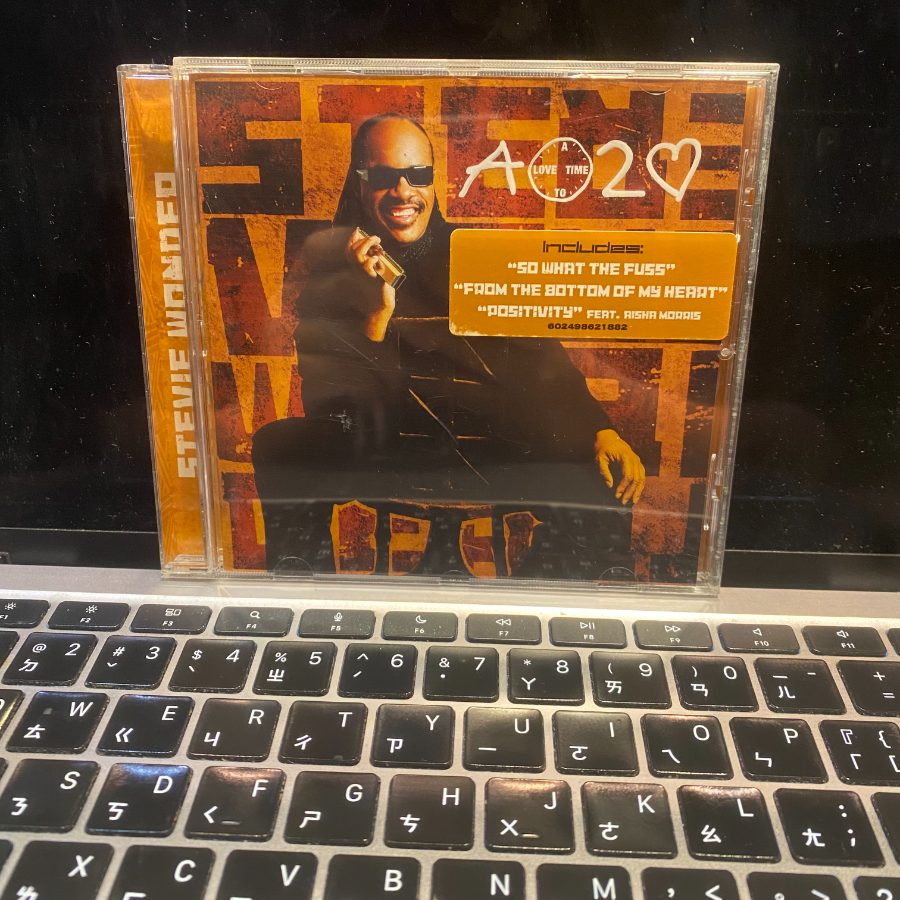 STEVIE WONDER
STEVIE
WONDER
A 2
A
LOVE TIME
TO
Includes:
"SO WHAT THE FUSS"
"FROM THE BOTTOM OF MY HEART"
"POSITIVITY" FEAT. AISHA MORRIS
602498621882
F1 F2 F3 F4 F5 F6 F7 F8 F9 F10 F11
@ 2 # 3 $ 4 % 5 ^ 6 & 7 * 8 ( 9 ) 0 _ - + =
ㄉ ˇ ˋ ㄓ ˊ ˙ ㄚ ㄞ ㄢ ㄦ
W E R T Y U I O P 『 {
ㄊ ㄍ ㄐ ㄔ ㄗ ㄧ ㄛ ㄟ ㄣ 「 [
S D F G H J K L :
ㄋ ㄎ ㄑ ㄕ ㄘ ㄨ ㄜ ㄠ ㄤ ;
X C V B N M , < 。 >
ㄌ